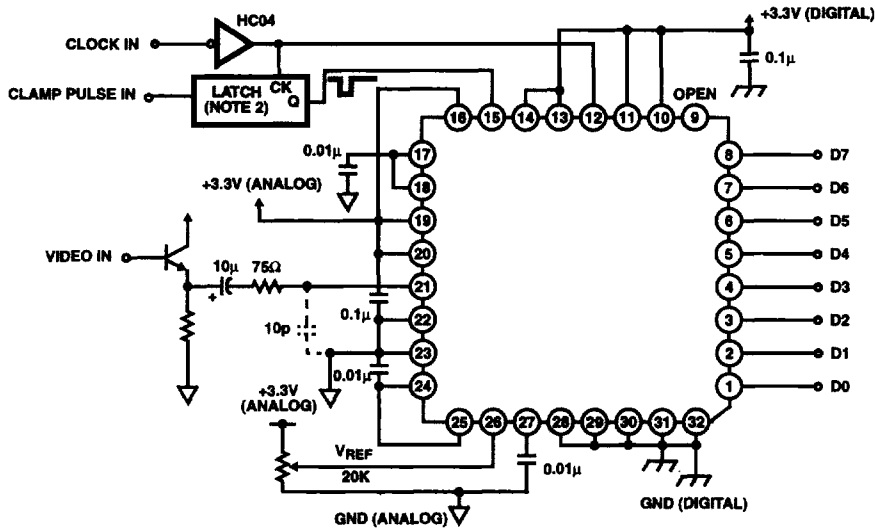 HC04
+3.3V (DIGITAL)
CLOCK IN
0.1µ
CLAMP PULSE IN
LATCH
(NOTE 2)
CK
Q
OPEN
16
15
14
13
12
11
10
9
0.01µ
17
8
D7
+3.3V (ANALOG)
18
7
D6
19
6
D5
VIDEO IN
20
5
D4
10µ
75Ω
+
21
4
D3
0.1µ
10p
22
3
D2
23
2
D1
0.01µ
24
1
D0
+3.3V
(ANALOG)
25
26
27
28
29
30
31
32
VREF
20K
0.01µ
GND (ANALOG)
GND (DIGITAL)